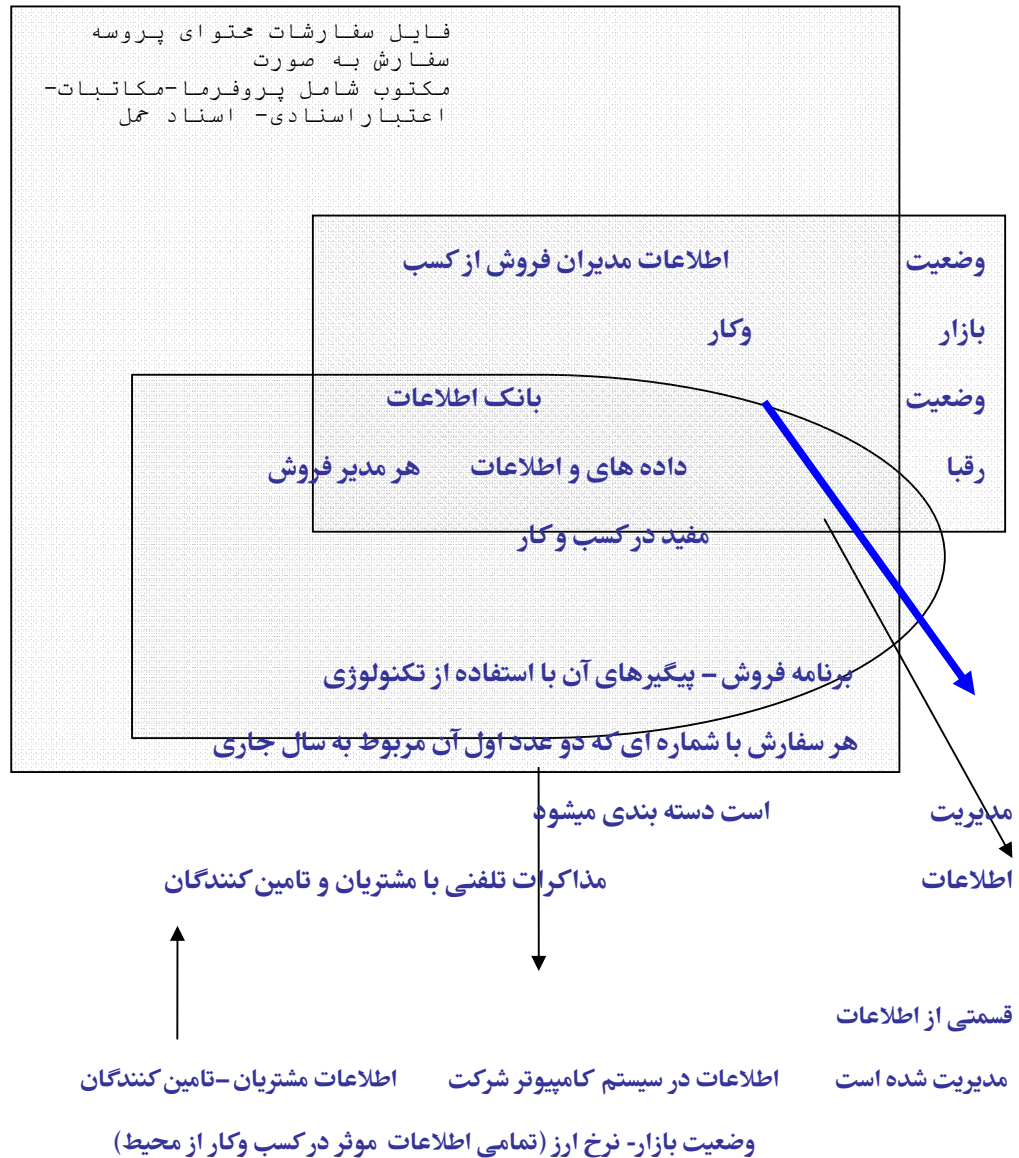 فایل سفارشات محتوای پروسه
سفارش به صورت
مکتوب شامل پروفرما-مکاتبات-
اعتباراسنادی- اسناد حمل
وضعیت اطلاعات مدیران فروش از کسب
بازار وکار
وضعیت بانک اطلاعات
رقبا داده های و اطلاعات هر مدیر فروش
مفید در کسب و کار
برنامه فروش – پیگیرهای آن با استفاده از تکنولوژی
هر سفارش با شماره ای که دو عدد اول آن مربوط به سال جاری
مدیریت است دسته بندی میشود
اطلاعات مذاکرات تلفنی با مشتریان و تامین کنندگان
قسمتی از اطلاعات
مدیریت شده است اطلاعات در سیستم کامپیوتر شرکت اطلاعات مشتریان –تامین کنندگان
وضعیت بازار- نرخ ارز (تمامی اطلاعات موثر در کسب وکار از محیط)